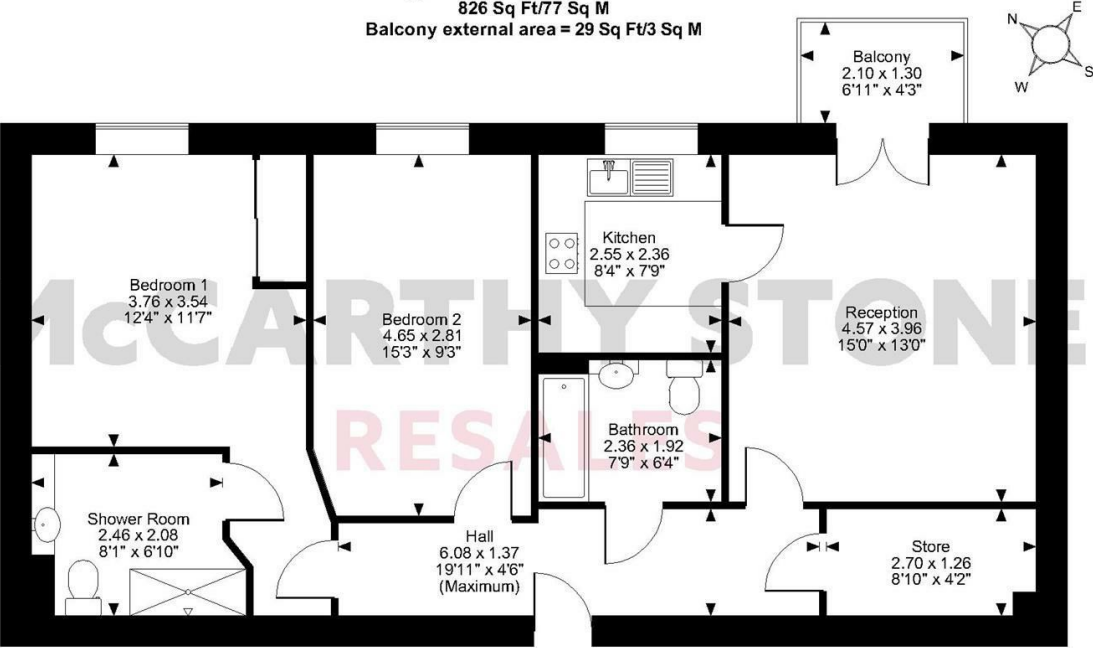 826 Sq Ft/77 Sq M
Balcony external area = 29 Sq Ft/3 Sq M
N
E
S
W
Balcony
2.10 x 1.30
6'11" x 4'3"
Kitchen
2.55 x 2.36
8'4" x 7'9"
Bedroom 1
3.76 x 3.54
12'4" x 11'7"
Bedroom 2
4.65 x 2.81
15'3" x 9'3"
Reception
4.57 x 3.96
15'0" x 13'0"
McCARTHY STONE
RESALES
Bathroom
2.36 x 1.92
7'9" x 6'4"
Shower Room
2.46 x 2.08
8'1" x 6'10"
Hall
6.08 x 1.37
19'11" x 4'6"
(Maximum)
Store
2.70 x 1.26
8'10" x 4'2"